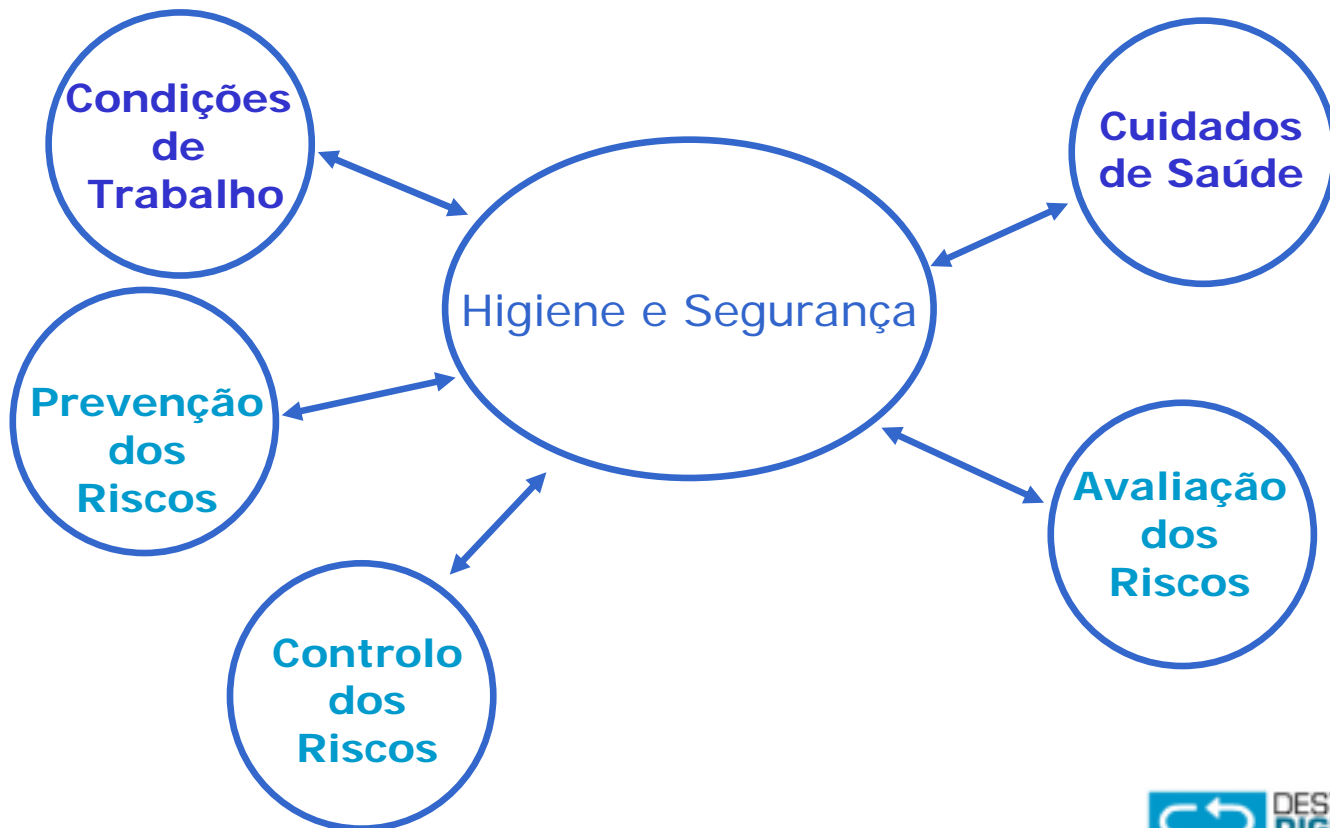 Condições
de
Trabalho
Cuidados
de Saúde
Higiene e Segurança
Prevenção
dos
Riscos
Avaliação
dos
Riscos
Controlo
dos
Riscos